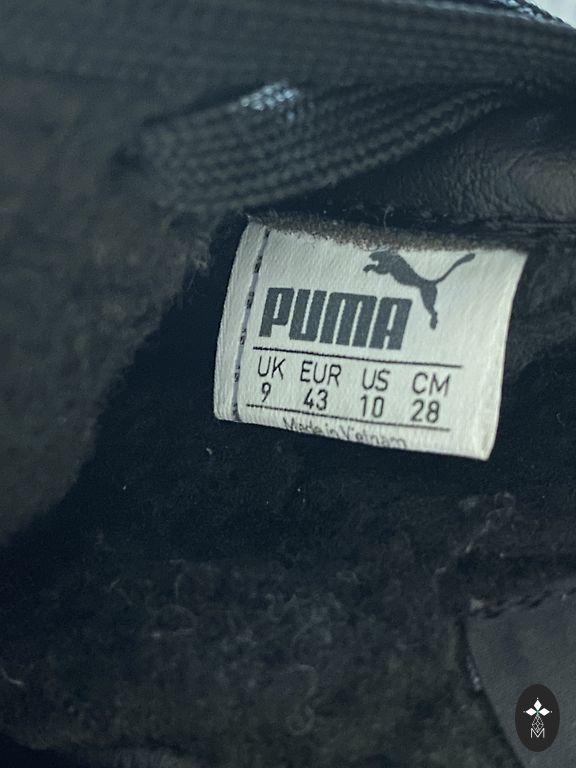 PUMA
UK EUR US CM
9 43 10 28
Made in Vietnam